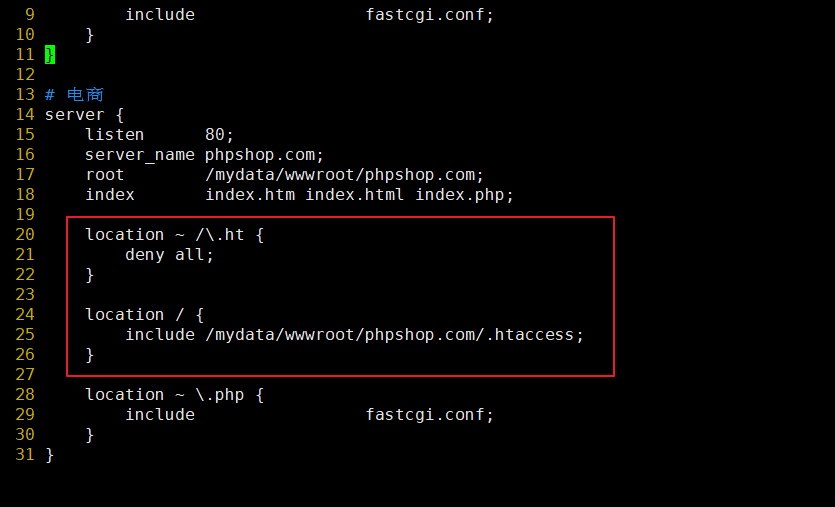 9         include                 fastcgi.conf;
10     }
11 }
12
13 # 电商
14 server {
15     listen      80;
16     server_name phpshop.com;
17     root        /mydata/wwwroot/phpshop.com;
18     index       index.htm index.html index.php;
19
20     location ~ /\.ht {
21         deny all;
22     }
23
24     location / {
25         include /mydata/wwwroot/phpshop.com/.htaccess;
26     }
27
28     location ~ \.php {
29         include                 fastcgi.conf;
30     }
31 }